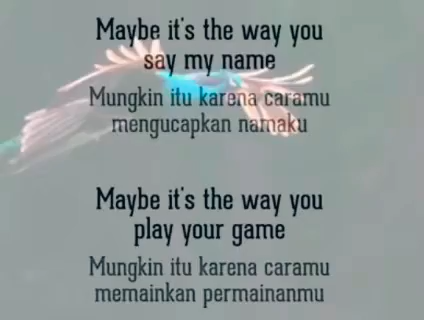 Maybe it's the way you
say my name
Mungkin itu karena caramu
mengucapkan namaku
Maybe it's the way you
play your game
Mungkin itu karena caramu
memainkan permainanmu